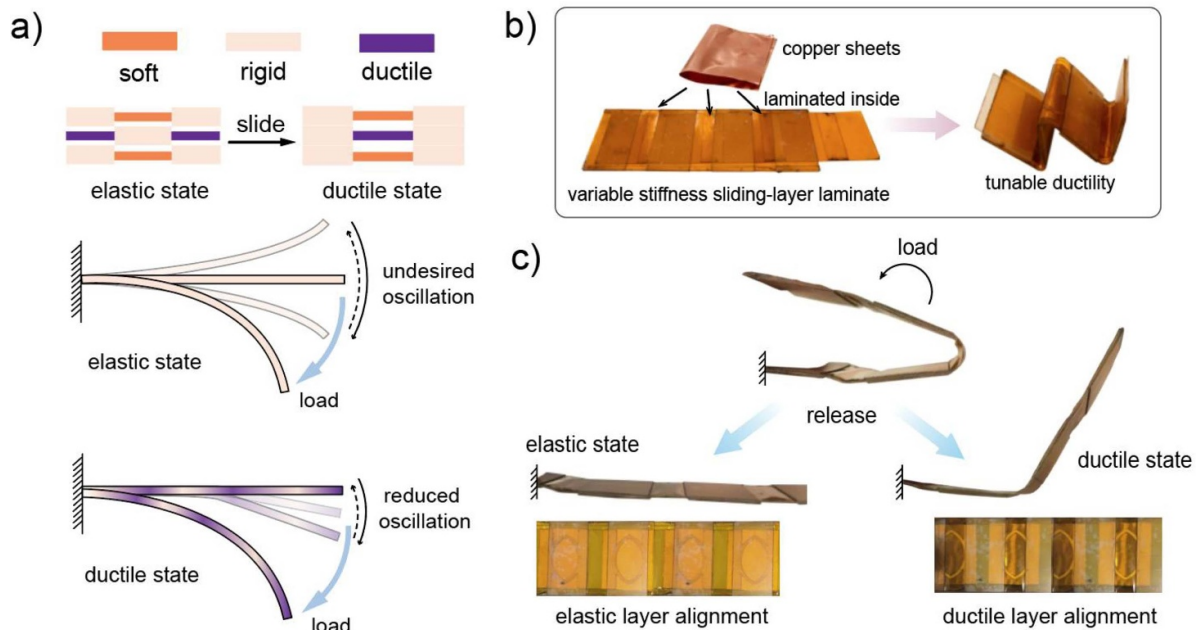 a)
soft
rigid
ductile
slide
elastic state
ductile state
undesired
oscillation
elastic state
load
reduced
oscillation
ductile state
load
b)
copper sheets
laminated inside
variable stiffness sliding-layer laminate
tunable ductility
c)
load
release
elastic state
ductile state
elastic layer alignment
ductile layer alignment